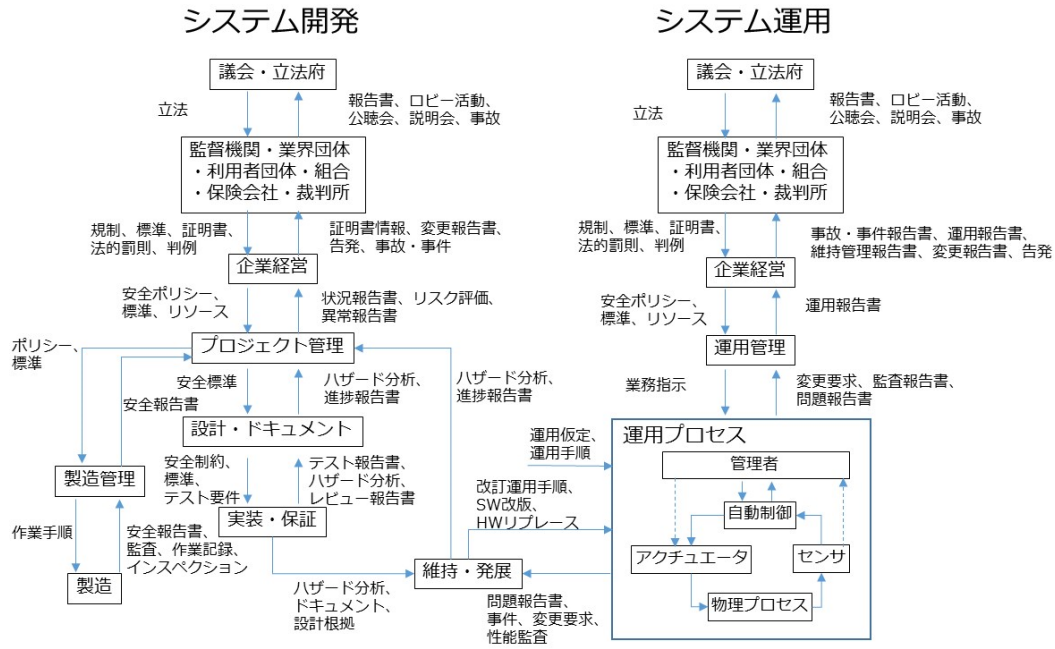 システム開発
議会・立法府
立法
報告書、ロビー活動、
公聴会、説明会、事故
監督機関・業界団体
・利用者団体・組合
・保険会社・裁判所
規制、標準、証明書、
法的罰則、判例
証明書情報、変更報告書、
告発、事故・事件
企業経営
安全ポリシー、
標準、リソース
状況報告書、リスク評価、
異常報告書
プロジェクト管理
ポリシー、
標準
安全標準
ハザード分析、
進捗報告書
安全報告書
設計・ドキュメント
安全制約、
標準、
テスト要件
テスト報告書、
ハザード分析、
レビュー報告書
製造管理
実装・保証
作業手順
安全報告書、
監査、作業記録、
インスペクション
製造
ハザード分析、
ドキュメント、
設計根拠
ハザード分析、
進捗報告書
維持・発展
システム運用
議会・立法府
立法
報告書、ロビー活動、
公聴会、説明会、事故
監督機関・業界団体
・利用者団体・組合
・保険会社・裁判所
規制、標準、証明書、
法的罰則、判例
事故・事件報告書、運用報告書、
維持管理報告書、変更報告書、告発
企業経営
安全ポリシー、
標準、リソース
運用報告書
運用管理
業務指示
変更要求、監査報告書、
問題報告書
運用仮定、
運用手順
改訂運用手順、
SW改版、
HWリプレース
問題報告書、
事件、変更要求、
性能監査
運用プロセス
管理者
自動制御
アクチュエータ
センサ
物理プロセス